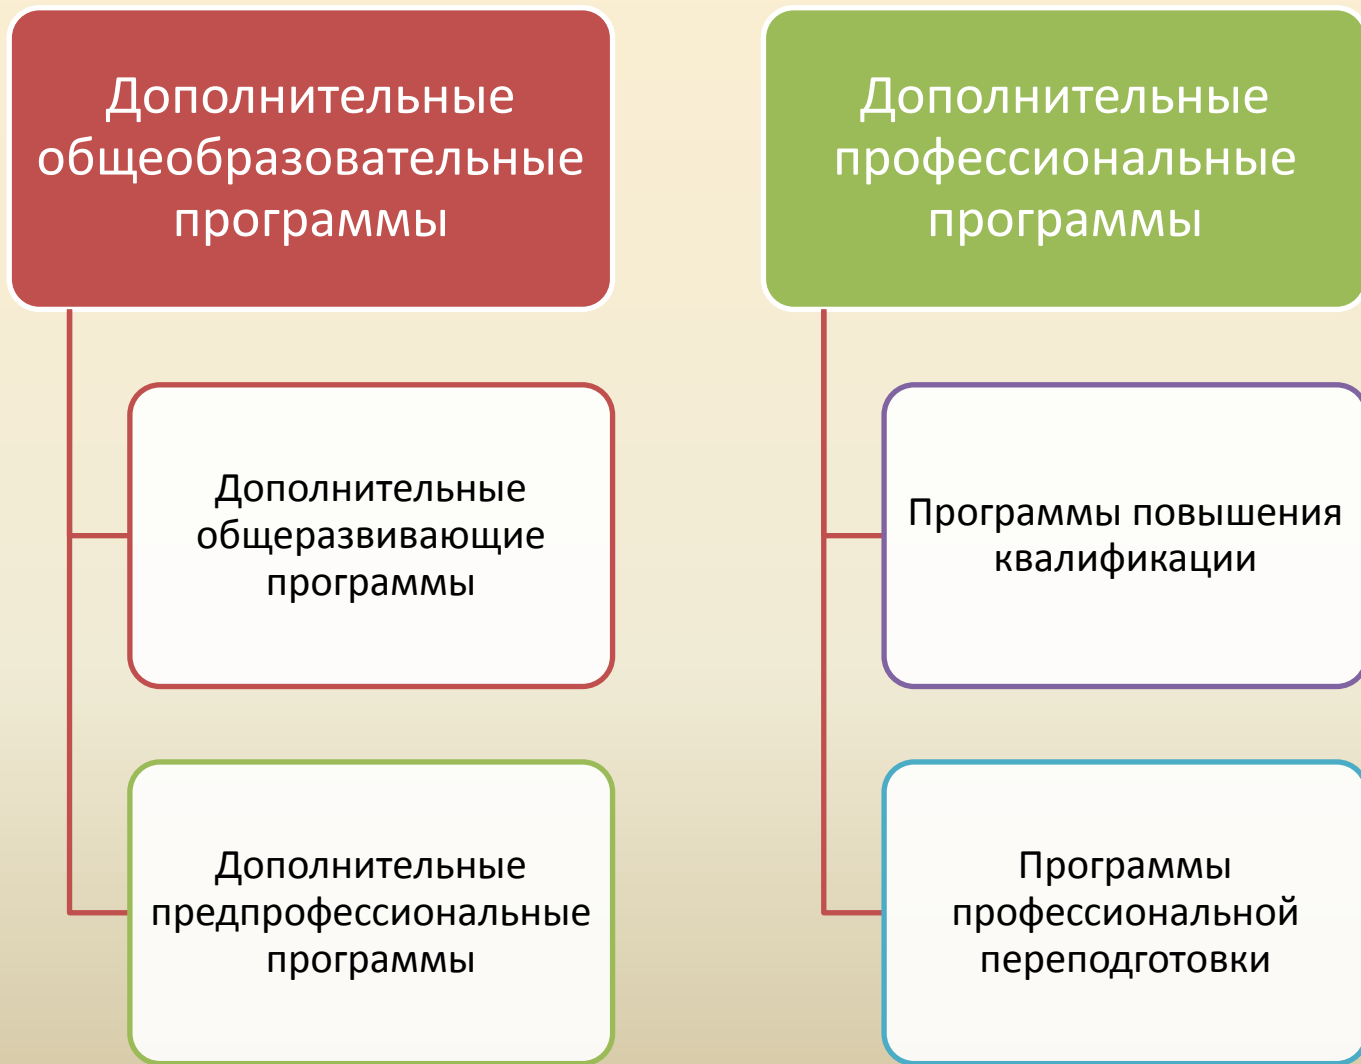 Дополнительные
общеобразовательные
программы
Дополнительные
общеразвивающие
программы
Дополнительные
предпрофессиональные
программы
Дополнительные
профессиональные
программы
Программы повышения
квалификации
Программы
профессиональной
переподготовки